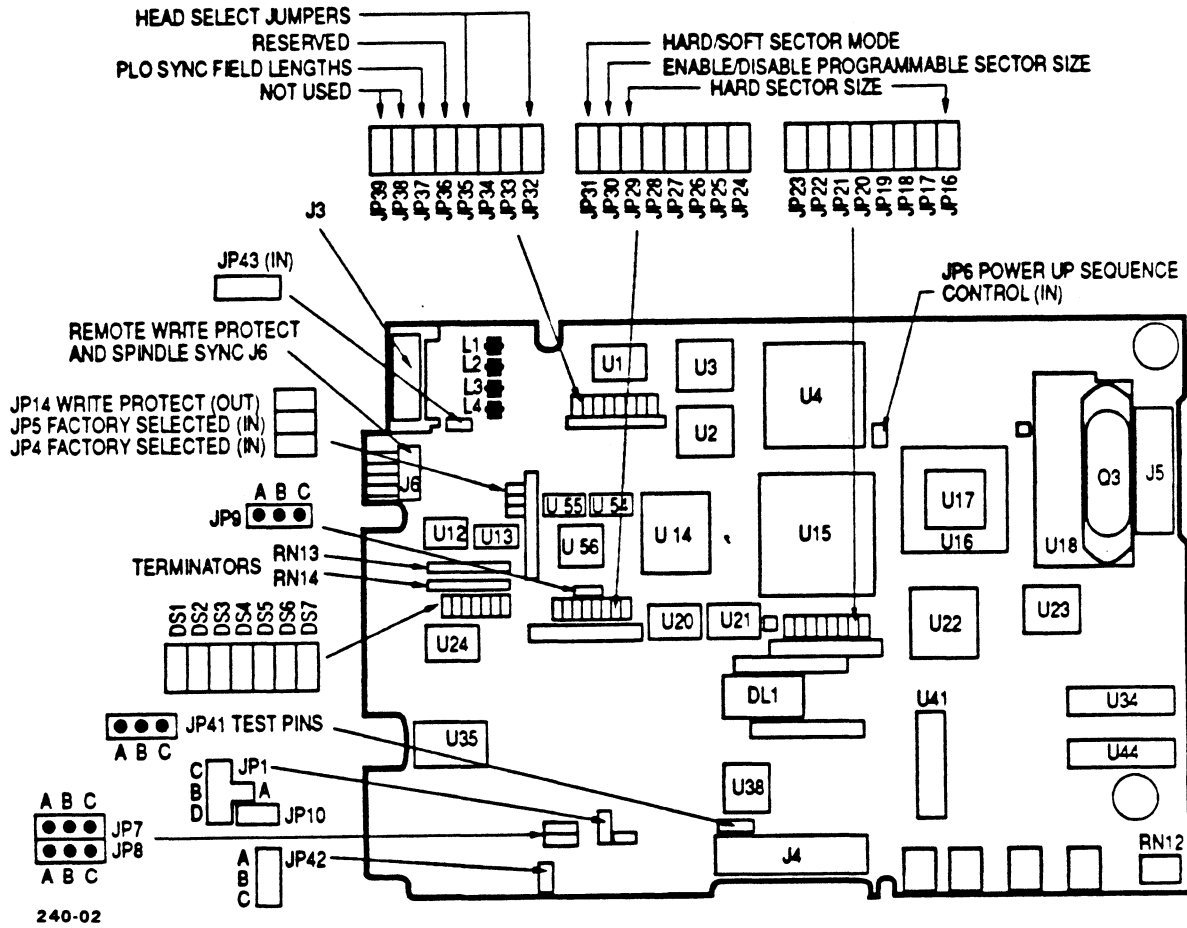 HEAD SELECT JUMPERS
RESERVED
PLO SYNC FIELD LENGTHS
NOT USED
HARD/SOFT SECTOR MODE
ENABLE/DISABLE PROGRAMMABLE SECTOR SIZE
HARD SECTOR SIZE
JP39
JP38
JP37
JP36
JP35
JP34
JP33
JP32
JP31
JP30
JP29
JP28
JP27
JP26
JP25
JP24
JP23
JP22
JP21
JP20
JP19
JP18
JP17
JP16
J3
JP43 (IN)
JP6 POWER UP SEQUENCE
CONTROL (IN)
REMOTE WRITE PROTECT
AND SPINDLE SYNC J6
L1
L2
L3
L4
U1
U3
U4
U2
JP14 WRITE PROTECT (OUT)
JP5 FACTORY SELECTED (IN)
JP4 FACTORY SELECTED (IN)
J6
Q3
J5
A B C
JP9
U 55
U 54
U12
U13
U 56
U 14
U15
U17
U16
U18
TERMINATORS
RN13
RN14
DS1
DS2
DS3
DS4
DS5
DS6
DS7
U24
U20
U21
U22
U23
DL1
U41
U34
JP41 TEST PINS
A B C
U35
U44
C
B
D
JP1
A
JP10
U38
A B C
JP7
JP8
A B C
A
B
C
JP42
J4
RN12
240-02